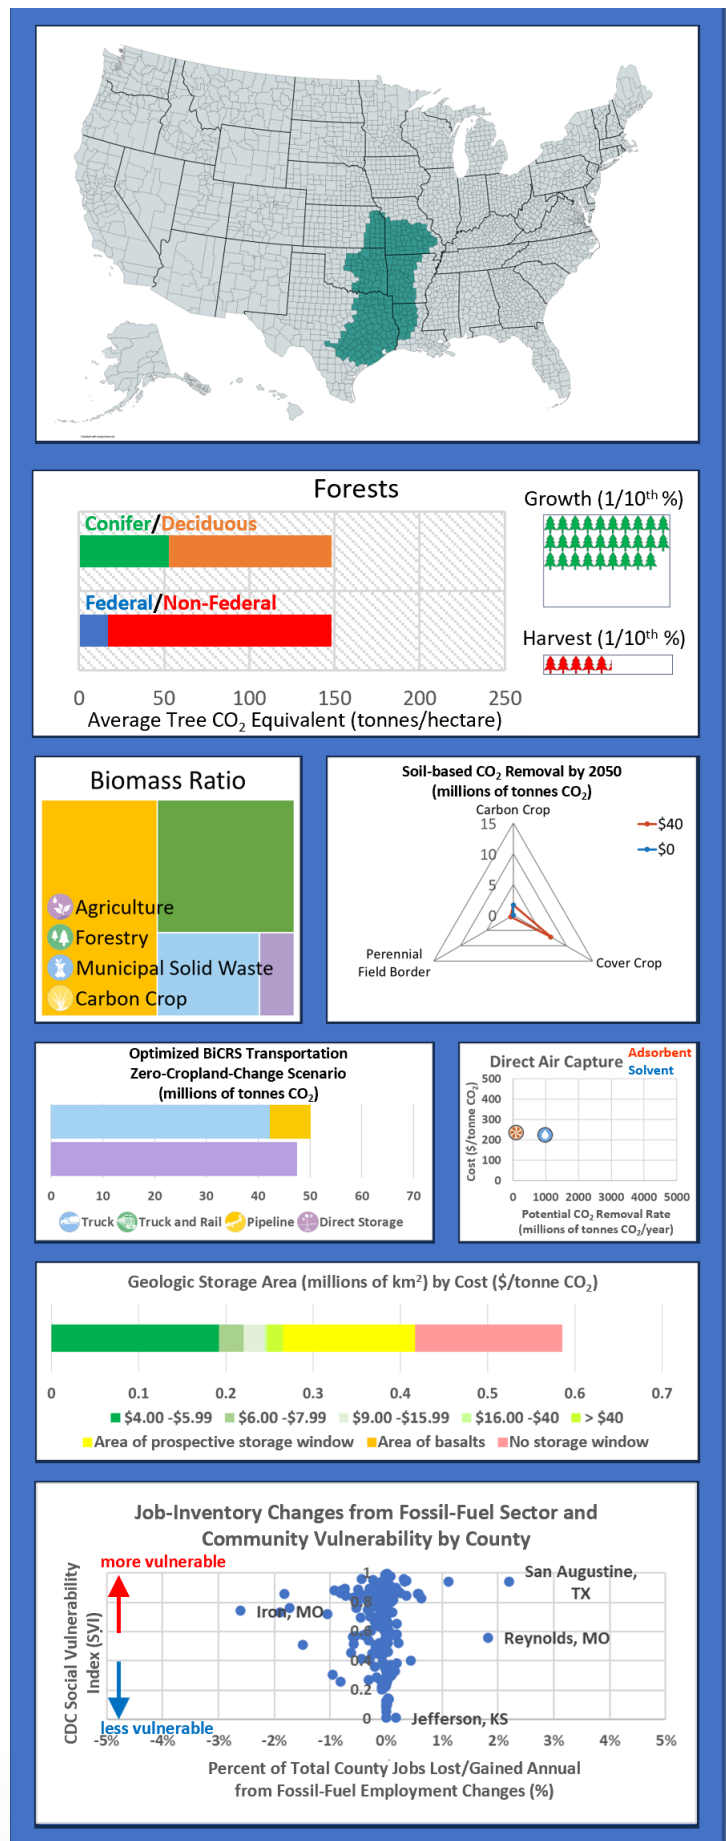 Forests
Conifer/Deciduous
Federal/Non-Federal
0 50 100 150 200 250
Average Tree CO₂ Equivalent (tonnes/hectare)
Growth (1/10th %)
Harvest (1/10th %)
Biomass Ratio
Agriculture
Forestry
Municipal Solid Waste
Carbon Crop
Soil-based CO₂ Removal by 2050
(millions of tonnes CO₂)
Carbon Crop
15
10
5
0
Perennial
Field Border
Cover Crop
$40
$0
Optimized BiCRS Transportation
Zero-Cropland-Change Scenario
(millions of tonnes CO₂)
0 10 20 30 40 50 60 70
Truck Truck and Rail Pipeline Direct Storage
Direct Air Capture
Adsorbent
Solvent
Cost ($/tonne CO₂)
500
400
300
200
100
0
0 1000 2000 3000 4000 5000
Potential CO₂ Removal Rate
(millions of tonnes CO₂/year)
Geologic Storage Area (millions of km²) by Cost ($/tonne CO₂)
0 0.1 0.2 0.3 0.4 0.5 0.6 0.7
$4.00 -$5.99 $6.00 -$7.99 $9.00 -$15.99 $16.00 -$40 > $40
Area of prospective storage window Area of basalts No storage window
Job-Inventory Changes from Fossil-Fuel Sector and
Community Vulnerability by County
CDC Social Vulnerability
Index (SVI)
more vulnerable
less vulnerable
1
0.8
0.6
0.4
0.2
0
San Augustine,
TX
Iron, MO
Reynolds, MO
Jefferson, KS
-5% -4% -3% -2% -1% 0% 1% 2% 3% 4% 5%
Percent of Total County Jobs Lost/Gained Annual
from Fossil-Fuel Employment Changes (%)